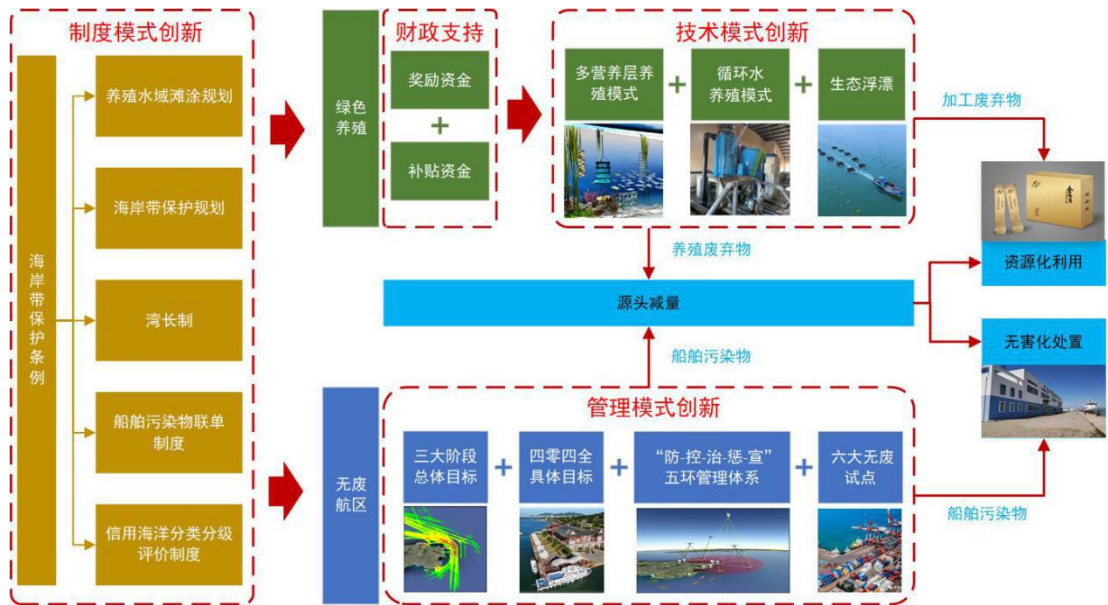 制度模式创新
海岸带保护条例
养殖水域滩涂规划
海岸带保护规划
湾长制
船舶污染物联单
制度
信用海洋分类分级
评价制度
绿色
养殖
财政支持
奖励资金
+
补贴资金
技术模式创新
多营养层养
殖模式
+
循环水
养殖模式
+
生态浮漂
加工废弃物
养殖废弃物
源头减量
资源化利用
无害化处置
船舶污染物
无废
航区
管理模式创新
三大阶段
总体目标
+
四零四全
具体目标
+
“防-控-治-惩-宣”
五环管理体系
+
六大无废
试点
船舶污染物